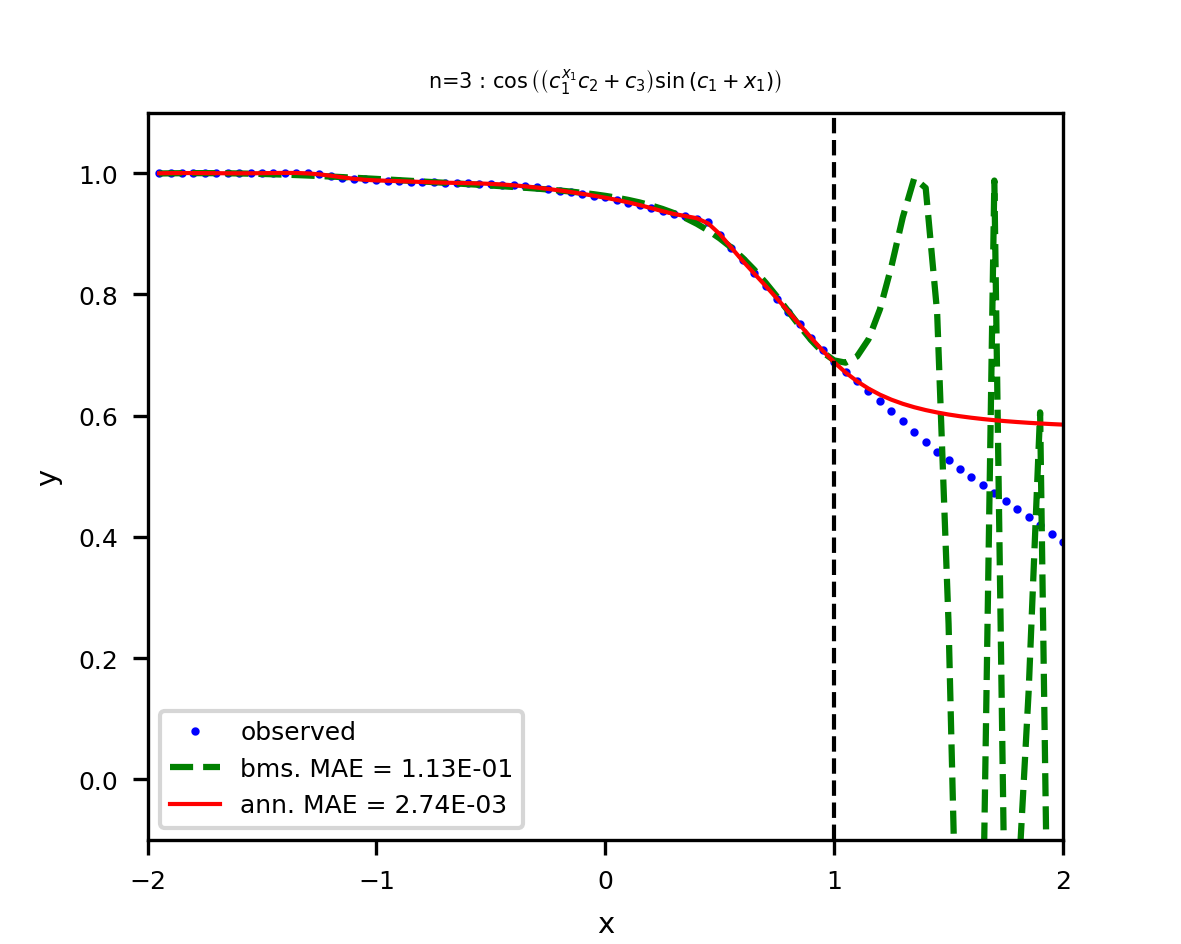 n=3 : cos ((c₁^{x₁}c₂ + c₃)sin (c₁ + x₁))
1.0
0.8
0.6
0.4
0.2
0.0
y
observed
bms. MAE = 1.13E-01
ann. MAE = 2.74E-03
−2 −1 0 1 2
x